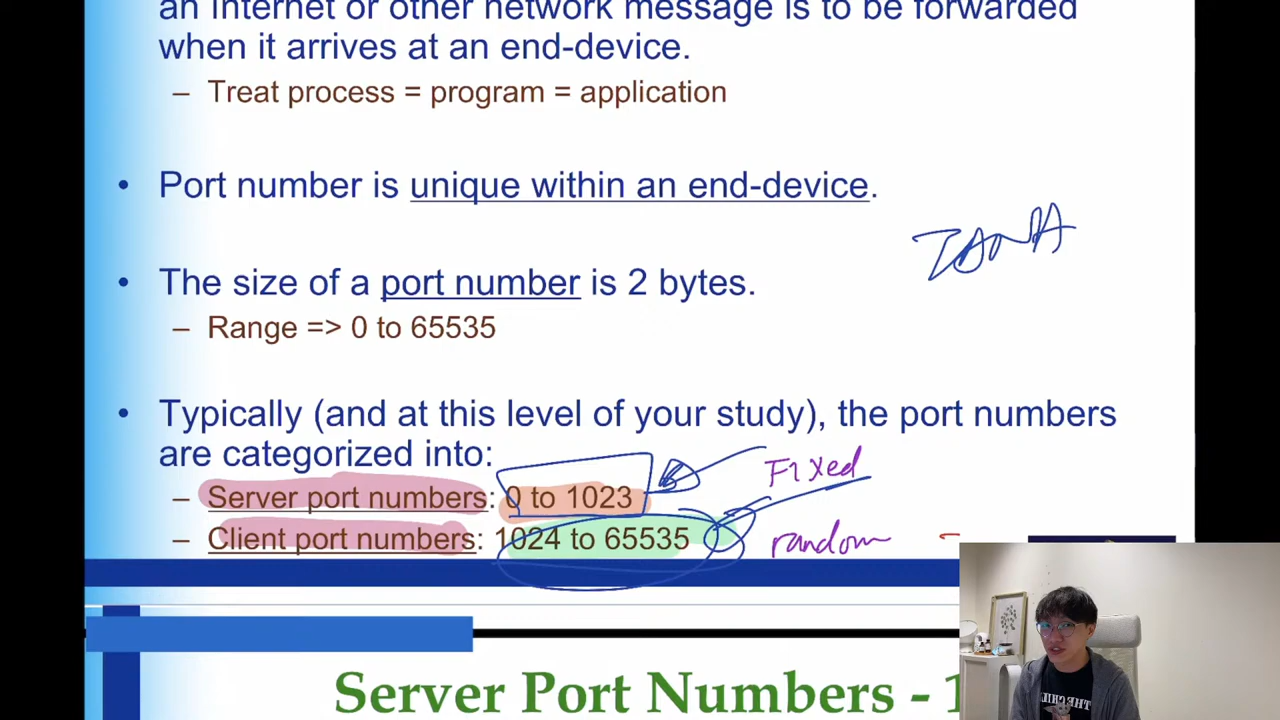 an Internet or other network message is to be forwarded
when it arrives at an end-device.
– Treat process = program = application
• Port number is unique within an end-device.
IANA
• The size of a port number is 2 bytes.
– Range => 0 to 65535
• Typically (and at this level of your study), the port numbers
are categorized into:
– Server port numbers: 0 to 1023
Fixed
– Client port numbers: 1024 to 65535
random
Server Port Numbers - 1